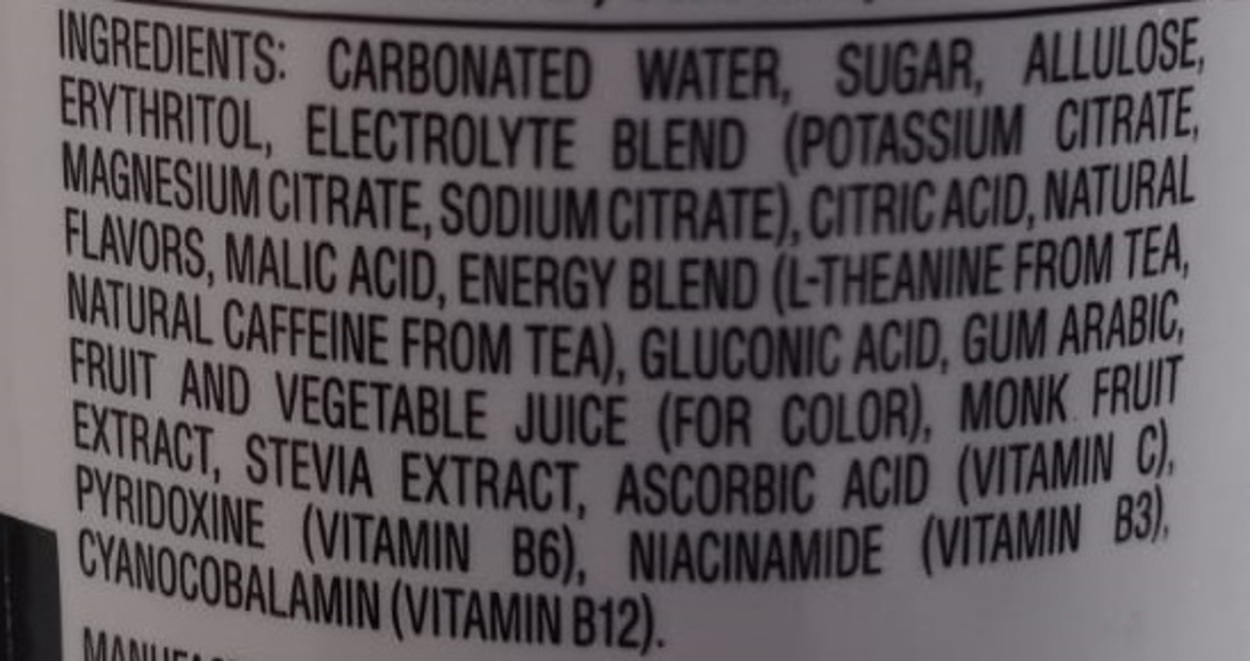 INGREDIENTS: CARBONATED WATER, SUGAR, ALLULOSE,
ERYTHRITOL, ELECTROLYTE BLEND (POTASSIUM CITRATE,
MAGNESIUM CITRATE, SODIUM CITRATE), CITRIC ACID, NATURAL
FLAVORS, MALIC ACID, ENERGY BLEND (L-THEANINE FROM TEA,
NATURAL CAFFEINE FROM TEA), GLUCONIC ACID, GUM ARABIC,
FRUIT AND VEGETABLE JUICE (FOR COLOR), MONK FRUIT
EXTRACT, STEVIA EXTRACT, ASCORBIC ACID (VITAMIN C),
PYRIDOXINE (VITAMIN B6), NIACINAMIDE (VITAMIN B3),
CYANOCOBALAMIN (VITAMIN B12).